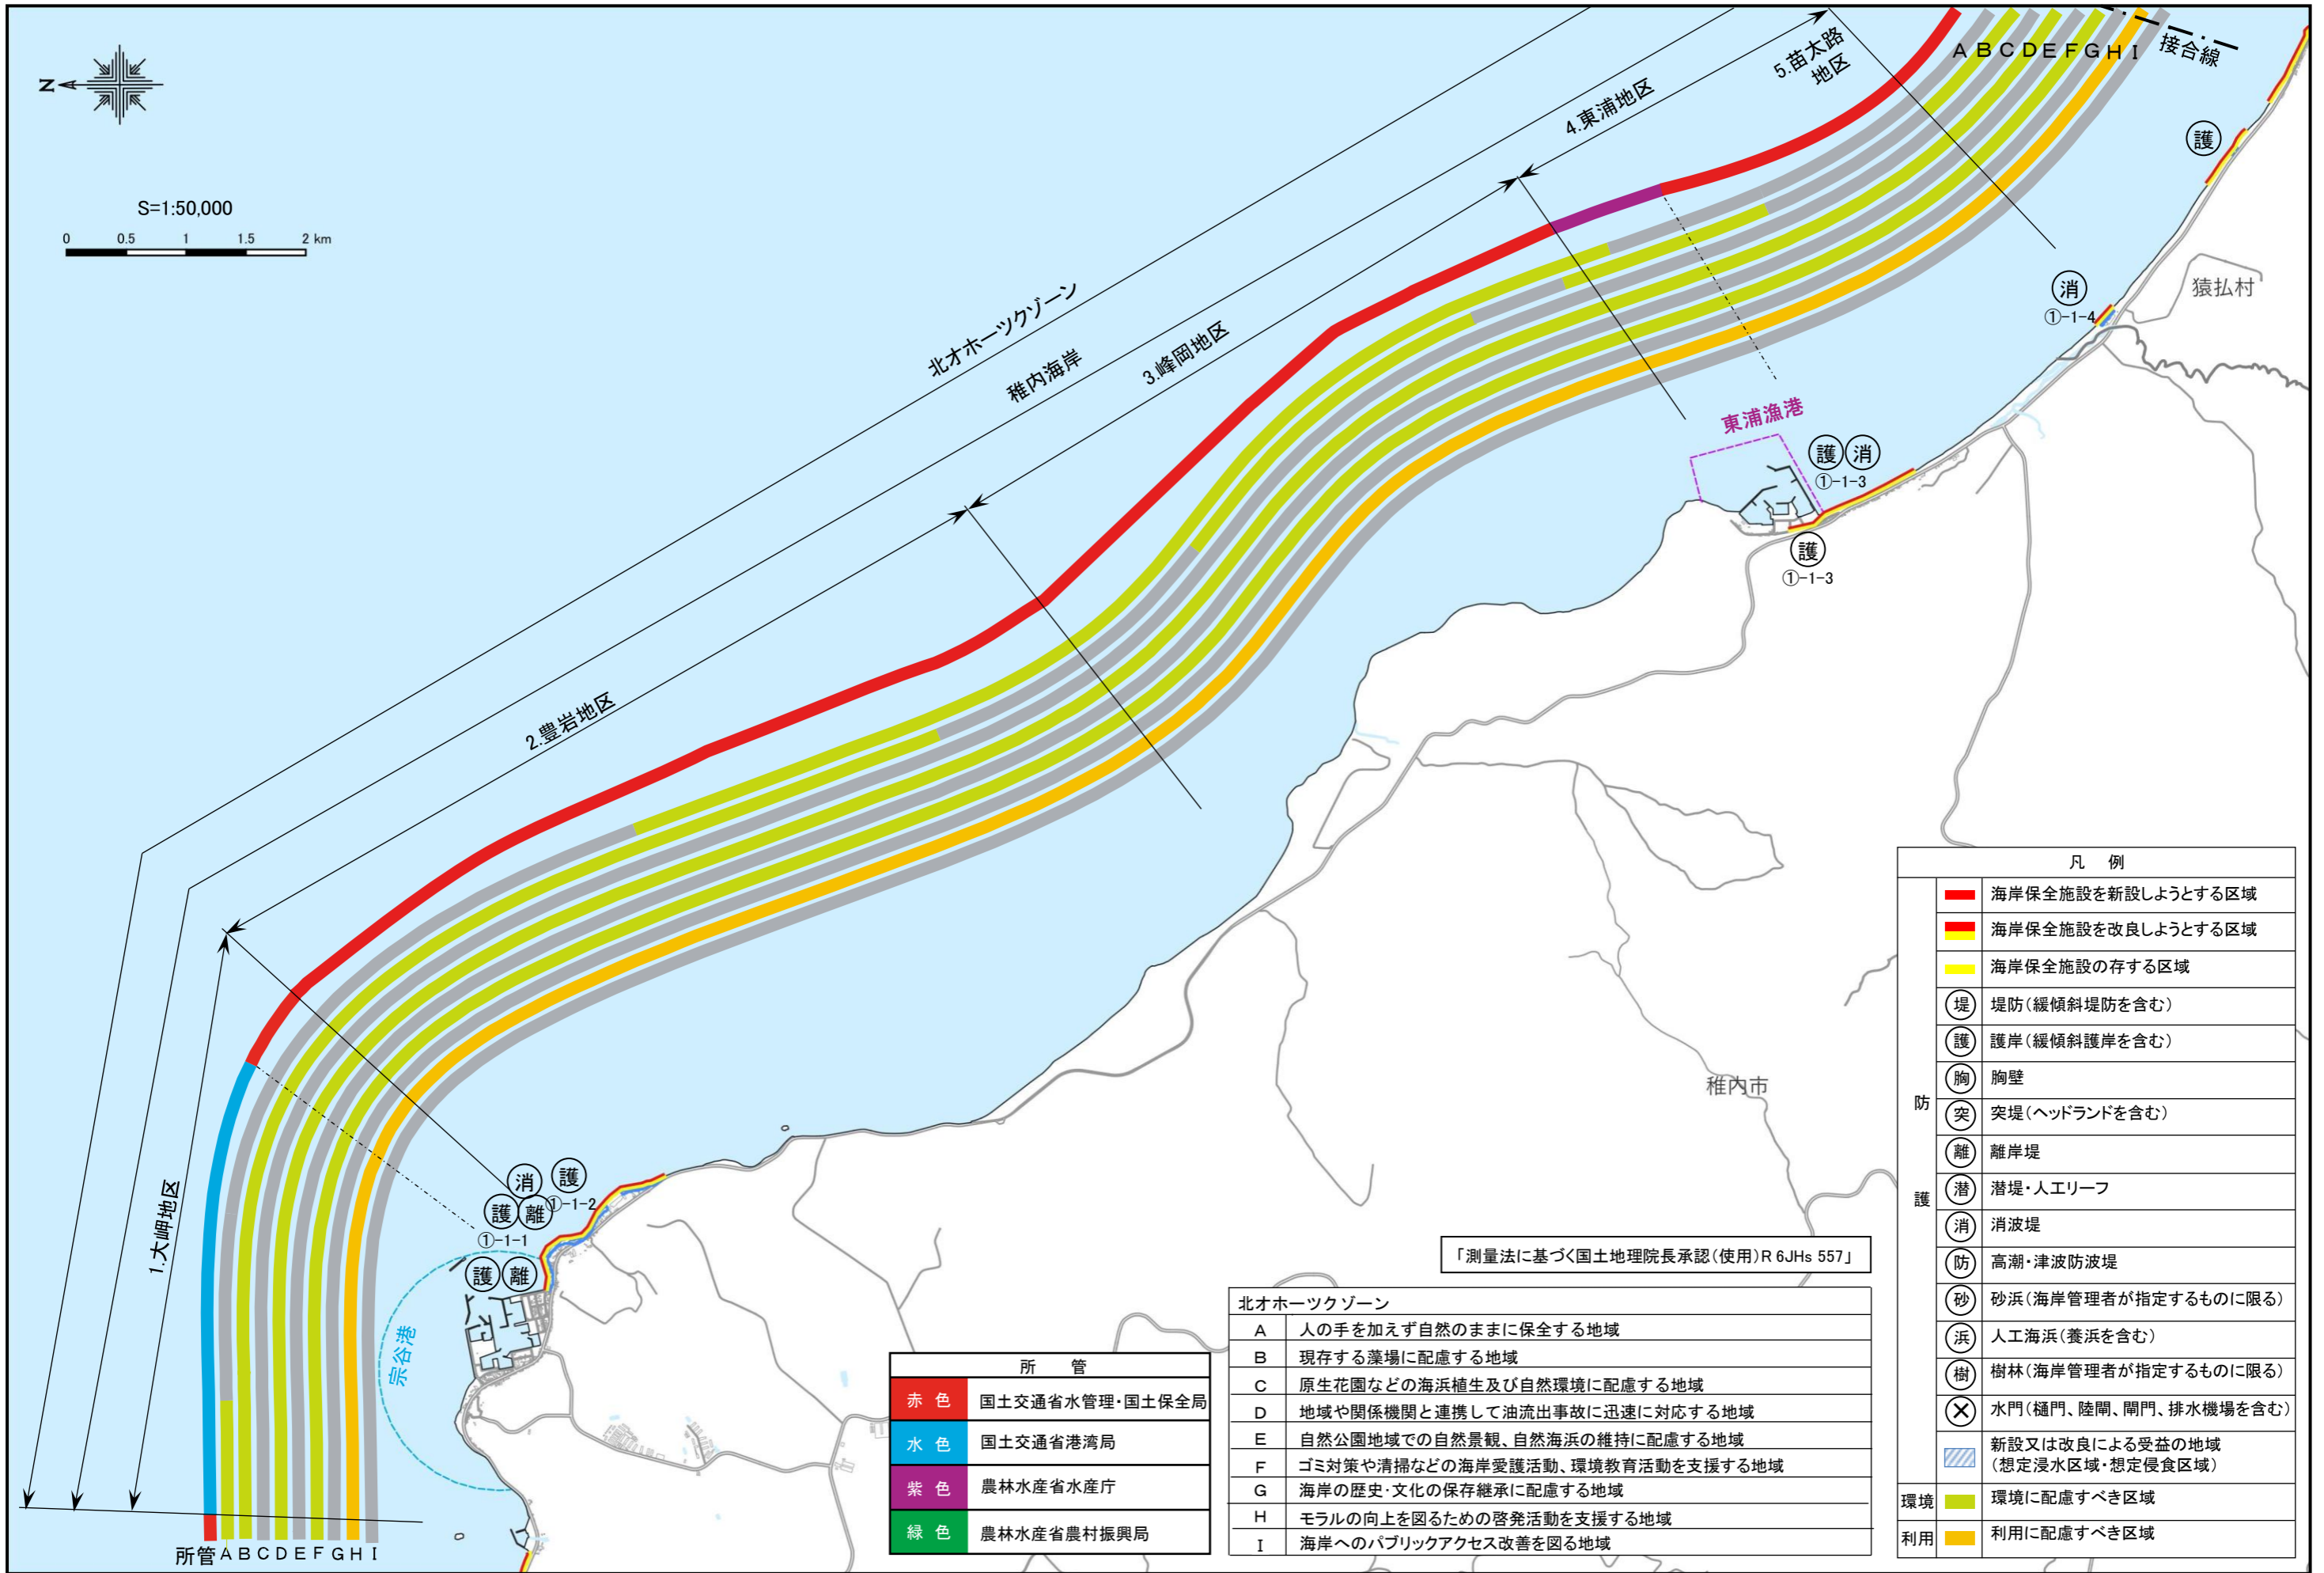 N
S=1:50,000
0 0.5 1 1.5 2 km
北オホーツクゾーン
稚内海岸
1.大岬地区
2.豊岩地区
3.峰岡地区
4.東浦地区
5.苗太路
地区
A B C D E F G H I
接合線
護
消
①-1-4
猿払村
東浦漁港
護 消
①-1-3
護
①-1-3
稚内市
消 護
①-1-2
護 離
①-1-1
護 離
宗谷港
所管 A B C D E F G H I
「測量法に基づく国土地理院長承認(使用)R 6JHs 557」
所 管
赤 色 国土交通省水管理・国土保全局
水 色 国土交通省港湾局
紫 色 農林水産省水産庁
緑 色 農林水産省農村振興局
北オホーツクゾーン
A 人の手を加えず自然のままに保全する地域
B 現存する藻場に配慮する地域
C 原生花園などの海浜植生及び自然環境に配慮する地域
D 地域や関係機関と連携して油流出事故に迅速に対応する地域
E 自然公園地域での自然景観、自然海浜の維持に配慮する地域
F ゴミ対策や清掃などの海岸愛護活動、環境教育活動を支援する地域
G 海岸の歴史・文化の保存継承に配慮する地域
H モラルの向上を図るための啓発活動を支援する地域
I 海岸へのパブリックアクセス改善を図る地域
凡 例
防 護
海岸保全施設を新設しようとする区域
海岸保全施設を改良しようとする区域
海岸保全施設の存する区域
堤 堤防(緩傾斜堤防を含む)
護 護岸(緩傾斜護岸を含む)
胸 胸壁
突 突堤(ヘッドランドを含む)
離 離岸堤
潜 潜堤・人工リーフ
消 消波堤
防 高潮・津波防波堤
砂 砂浜(海岸管理者が指定するものに限る)
浜 人工海浜(養浜を含む)
樹 樹林(海岸管理者が指定するものに限る)
水門(樋門、陸閘、閘門、排水機場を含む)
新設又は改良による受益の地域
(想定浸水区域・想定侵食区域)
環境 環境に配慮すべき区域
利用 利用に配慮すべき区域